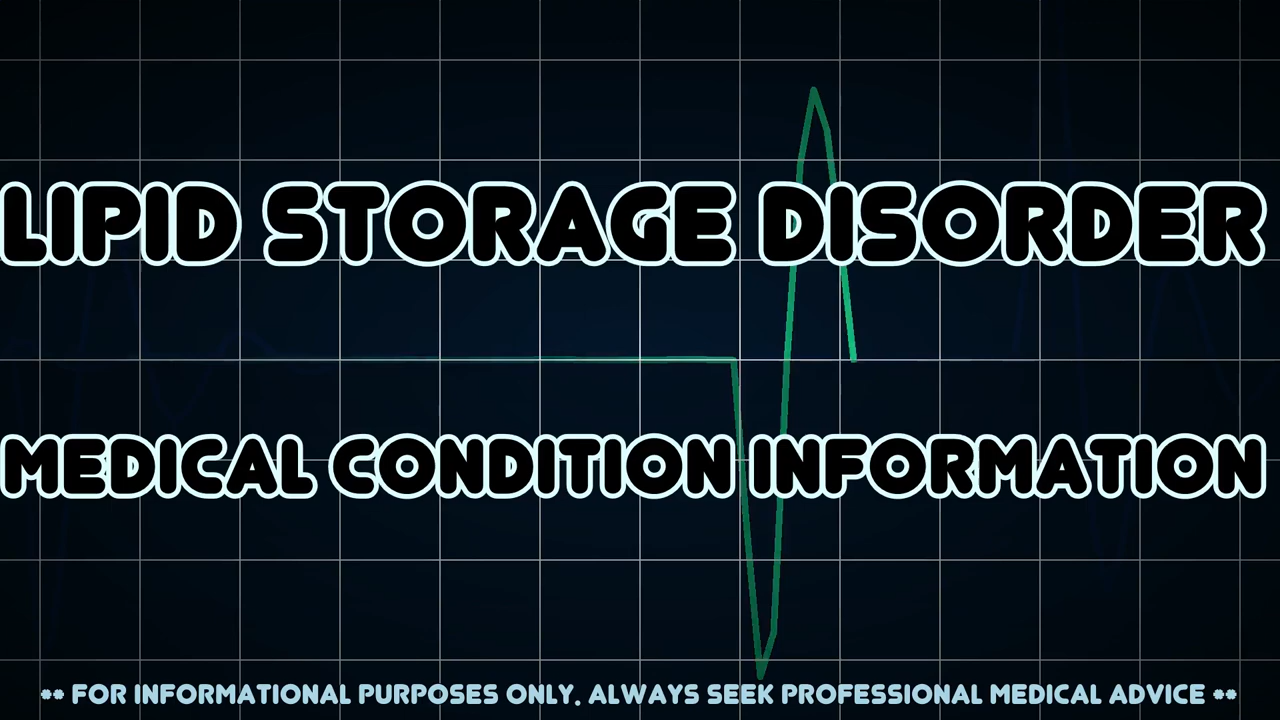 LIPID STORAGE DISORDER
MEDICAL CONDITION INFORMATION
** FOR INFORMATIONAL PURPOSES ONLY. ALWAYS SEEK PROFESSIONAL MEDICAL ADVICE **